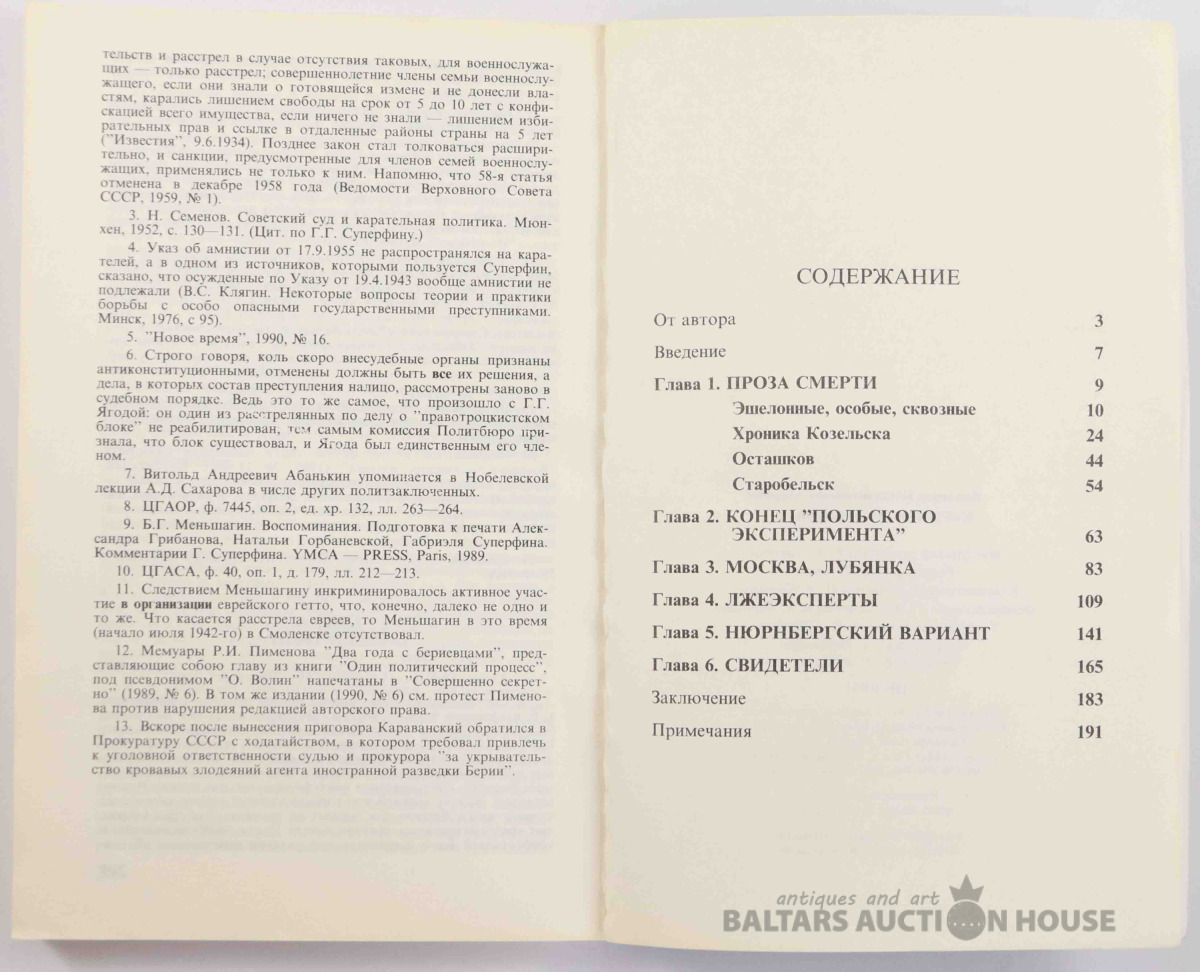 тельств и расстрел в случае отсутствия таковых, для военнослужа-
щих — только расстрел; совершеннолетние члены семьи военнослу-
жащего, если они знали о готовящейся измене и не донесли вла-
стям, карались лишением свободы на срок от 5 до 10 лет с конфи-
скацией всего имущества, если ничего не знали — лишением изби-
рательных прав и ссылке в отдаленные районы страны на 5 лет
("Известия", 9.6.1934). Позднее закон стал толковаться расшири-
тельно, и санкции, предусмотренные для членов семей военнослу-
жащих, применялись не только к ним. Напомню, что 58-я статья
отменена в декабре 1958 года (Ведомости Верховного Совета
СССР, 1959, № 1).
3. Н. Семенов. Советский суд и карательная политика. Мюн-
хен, 1952, с. 130—131. (Цит. по Г.Г. Суперфину.)
4. Указ об амнистии от 17.9.1955 не распространялся на кара-
телей, а в одном из источников, которыми пользуется Суперфин,
сказано, что осужденные по Указу от 19.4.1943 вообще амнистии не
подлежали (В.С. Клягин. Некоторые вопросы теории и практики
борьбы с особо опасными государственными преступниками.
Минск, 1976, с 95).
5. "Новое время", 1990, № 16.
6. Строго говоря, коль скоро внесудебные органы признаны
антиконституционными, отменены должны быть все их решения, а
дела, в которых состав преступления налицо, рассмотрены заново в
судебном порядке. Ведь это то же самое, что произошло с Г.Г.
Ягодой: он один из расстрелянных по делу о "правотроцкистском
блоке" не реабилитирован, тем самым комиссия Политбюро при-
знала, что блок существовал, и Ягода был единственным его чле-
ном.
7. Витольд Андреевич Абанькин упоминается в Нобелевской
лекции А.Д. Сахарова в числе других политзаключенных.
8. ЦГАОР, ф. 7445, оп. 2, ед. хр. 132, лл. 263—264.
9. Б.Г. Меньшагин. Воспоминания. Подготовка к печати Алек-
сандра Грибанова, Натальи Горбаневской, Габриэля Суперфина.
Комментарии Г. Суперфина. YMCA — PRESS, Paris, 1989.
10. ЦГАСА, ф. 40, оп. 1, д. 179, лл. 212—213.
11. Следствием Меньшагину инкриминировалось активное учас-
тие в организации еврейского гетто, что, конечно, далеко не одно и
то же. Что касается расстрела евреев, то Меньшагин в это время
(начало июля 1942-го) в Смоленске отсутствовал.
12. Мемуары Р.И. Пименова "Два года с бериевцами", пред-
ставляющие собою главу из книги "Один политический процесс",
под псевдонимом "О. Волин" напечатаны в "Совершенно секрет-
но" (1989, № 6). В том же издании (1990, № 6) см. протест Пимено-
ва против нарушения редакцией авторского права.
13. Вскоре после вынесения приговора Караванский обратился в
Прокуратуру СССР с ходатайством, в котором требовал привлечь
к уголовной ответственности судью и прокурора "за укрыватель-
ство кровавых злодеяний агента иностранной разведки Берии".
СОДЕРЖАНИЕ
От автора 3
Введение 7
Глава 1. ПРОЗА СМЕРТИ 9
Эшелонные, особые, сквозные 10
Хроника Козельска 24
Осташков 44
Старобельск 54
Глава 2. КОНЕЦ "ПОЛЬСКОГО
ЭКСПЕРИМЕНТА" 63
Глава 3. МОСКВА, ЛУБЯНКА 83
Глава 4. ЛЖЕЭКСПЕРТЫ 109
Глава 5. НЮРНБЕРГСКИЙ ВАРИАНТ 141
Глава 6. СВИДЕТЕЛИ 165
Заключение 183
Примечания 191
antiques and art
BALTARS AUCTION HOUSE